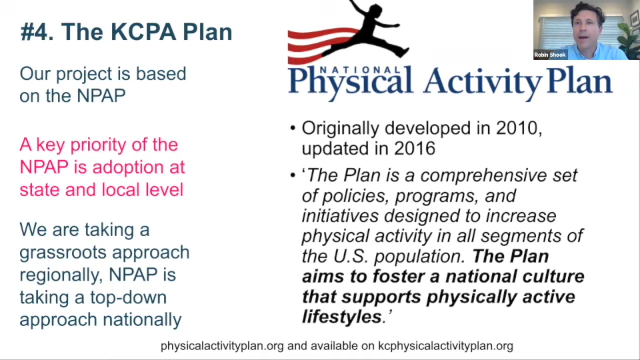 #4. The KCPA Plan
Our project is based
on the NPAP
A key priority of the
NPAP is adoption at
state and local level
We are taking a
grassroots approach
regionally, NPAP is
taking a top-down
approach nationally
NATIONAL
Physical Activity Plan
• Originally developed in 2010,
updated in 2016
• ‘The Plan is a comprehensive set
of policies, programs, and
initiatives designed to increase
physical activity in all segments of
the U.S. population. The Plan
aims to foster a national culture
that supports physically active
lifestyles.’
physicalactivityplan.org and available on kcphysicalactivityplan.org
Robin Shook